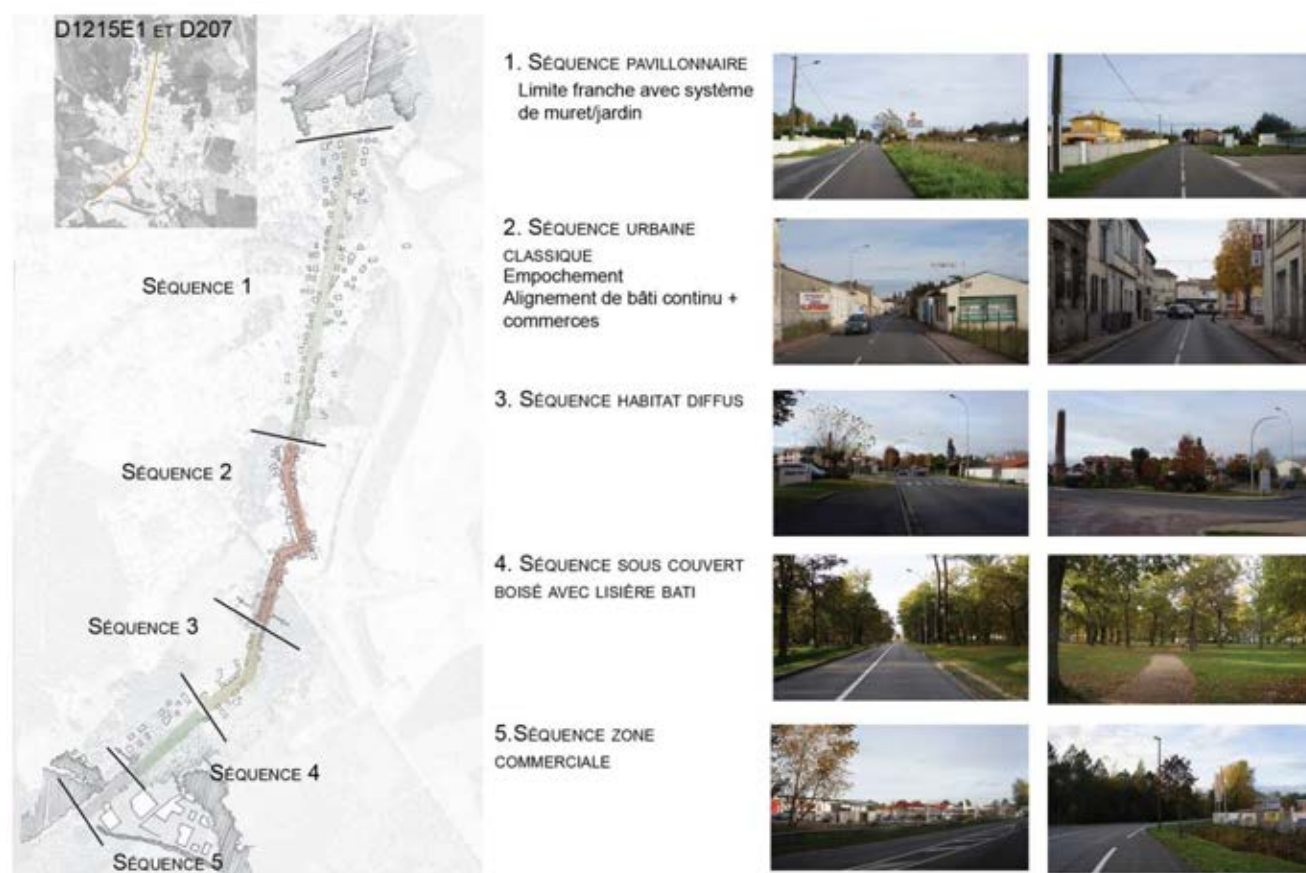 D1215E1 ET D207
SÉQUENCE 1
SÉQUENCE 2
SÉQUENCE 3
SÉQUENCE 4
SÉQUENCE 5
1. SÉQUENCE PAVILLONNAIRE
Limite franche avec système
de muret/jardin
2. SÉQUENCE URBAINE
CLASSIQUE
Empochement
Alignement de bâti continu +
commerces
3. SÉQUENCE HABITAT DIFFUS
4. SÉQUENCE SOUS COUVERT
BOISÉ AVEC LISIÈRE BATI
5.SÉQUENCE ZONE
COMMERCIALE